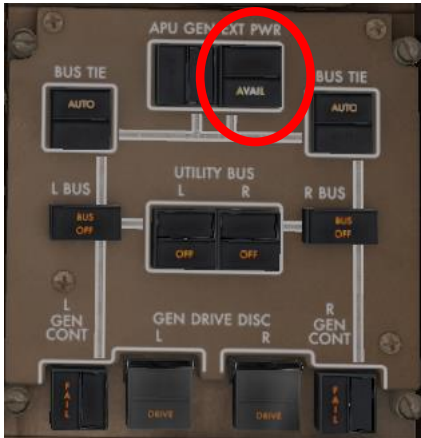 APU GEN EXT PWR
AVAIL
BUS TIE
BUS TIE
AUTO
AUTO
UTILITY BUS
L R
L BUS
R BUS
BUS
OFF
BUS
OFF
OFF
OFF
L
GEN
CONT
GEN DRIVE DISC
L R
R
GEN
CONT
FAIL
DRIVE
DRIVE
FAIL